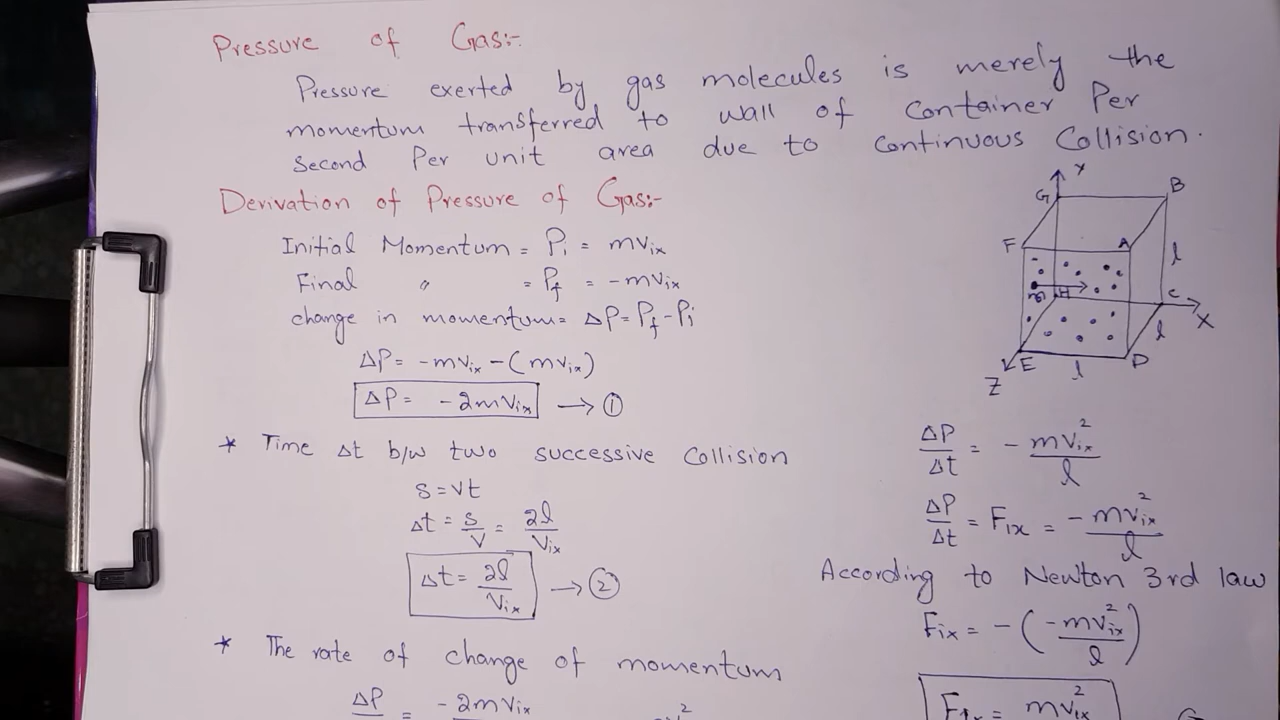 Pressure of Gas:-
Pressure exerted by gas molecules is merely the
momentum transferred to wall of Container Per
Second Per unit area due to continuous Collision.
Derivation of Pressure of Gas:-
Initial Momentum = Pi = mvix
Final " = Pf = -mvix
change in momentum = ΔP = Pf - Pi
ΔP = -mvix - (mvix)
ΔP = -2mvix → ①
* Time Δt b/w two successive Collision
s = vt
Δt = s/v = 2l/vix
Δt = 2l/vix → ②
* The rate of change of momentum
ΔP = -2mvix
Y
G B
F A
l
m H C
X
l
E D
Z l
ΔP/Δt = - mvix²/l
ΔP/Δt = F1x = -mvix²/l
According to Newton 3rd law
Fix = -(-mvix²/l)
F1x = mvix²